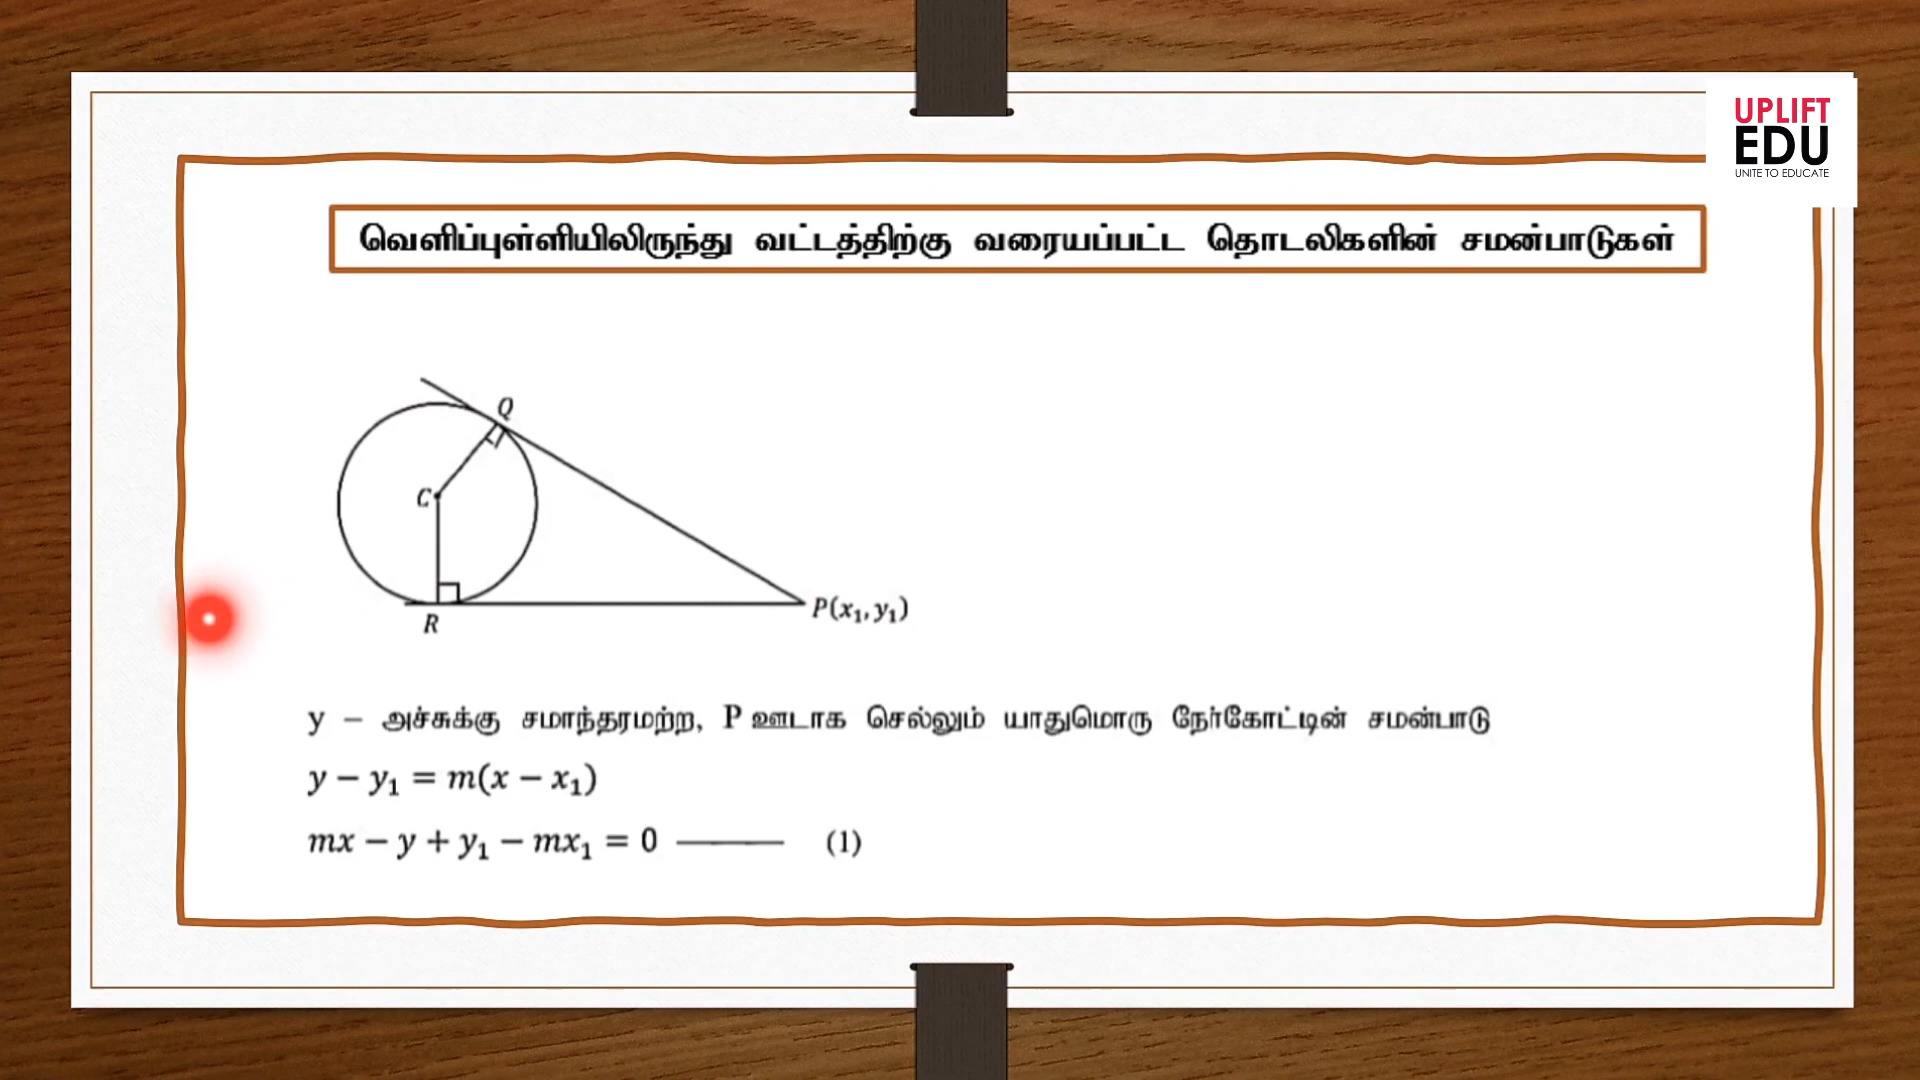 UPLIFT
EDU
UNITE TO EDUCATE
வெளிப்புள்ளியிலிருந்து வட்டத்திற்கு வரையப்பட்ட தொடலிகளின் சமன்பாடுகள்
Q
C
R
P(x₁, y₁)
y – அச்சுக்கு சமாந்தரமற்ற, P ஊடாக செல்லும் யாதுமொரு நேர்கோட்டின் சமன்பாடு
y − y₁ = m(x − x₁)
mx − y + y₁ − mx₁ = 0 ——— (1)